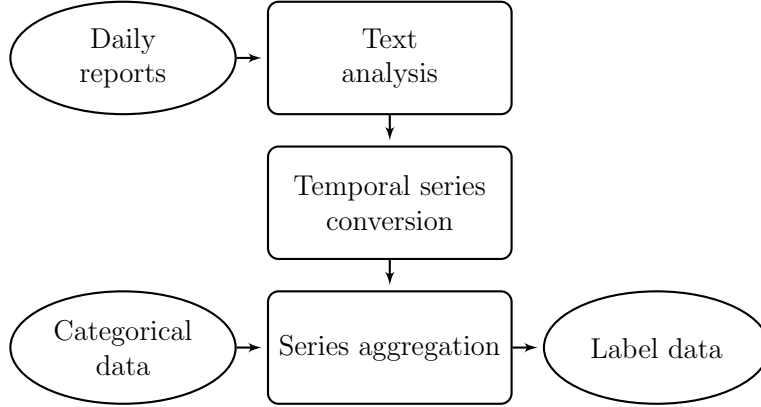 Daily
reports
Text
analysis
Temporal series
conversion
Categorical
data
Series aggregation
Label data